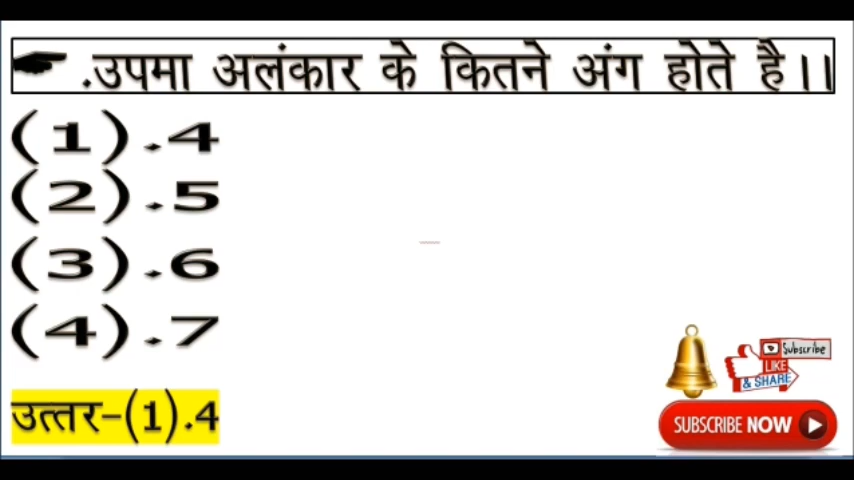 .उपमा अलंकार के कितने अंग होते है।।
(1).4
(2).5
(3).6
(4).7
उत्तर-(1).4
Subscribe
LIKE
& SHARE
SUBSCRIBE NOW